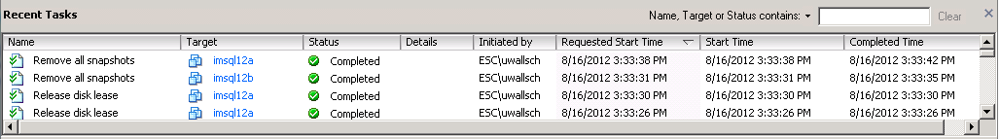 Recent Tasks Name, Target or Status contains: Clear
Name Target Status Details Initiated by Requested Start Time Start Time Completed Time
Remove all snapshots imsql12a Completed ESC\uwallsch 8/16/2012 3:33:38 PM 8/16/2012 3:33:38 PM 8/16/2012 3:33:42 PM
Remove all snapshots imsql12b Completed ESC\uwallsch 8/16/2012 3:33:31 PM 8/16/2012 3:33:31 PM 8/16/2012 3:33:35 PM
Release disk lease imsql12a Completed ESC\uwallsch 8/16/2012 3:33:30 PM 8/16/2012 3:33:30 PM 8/16/2012 3:33:30 PM
Release disk lease imsql12a Completed ESC\uwallsch 8/16/2012 3:33:26 PM 8/16/2012 3:33:26 PM 8/16/2012 3:33:26 PM